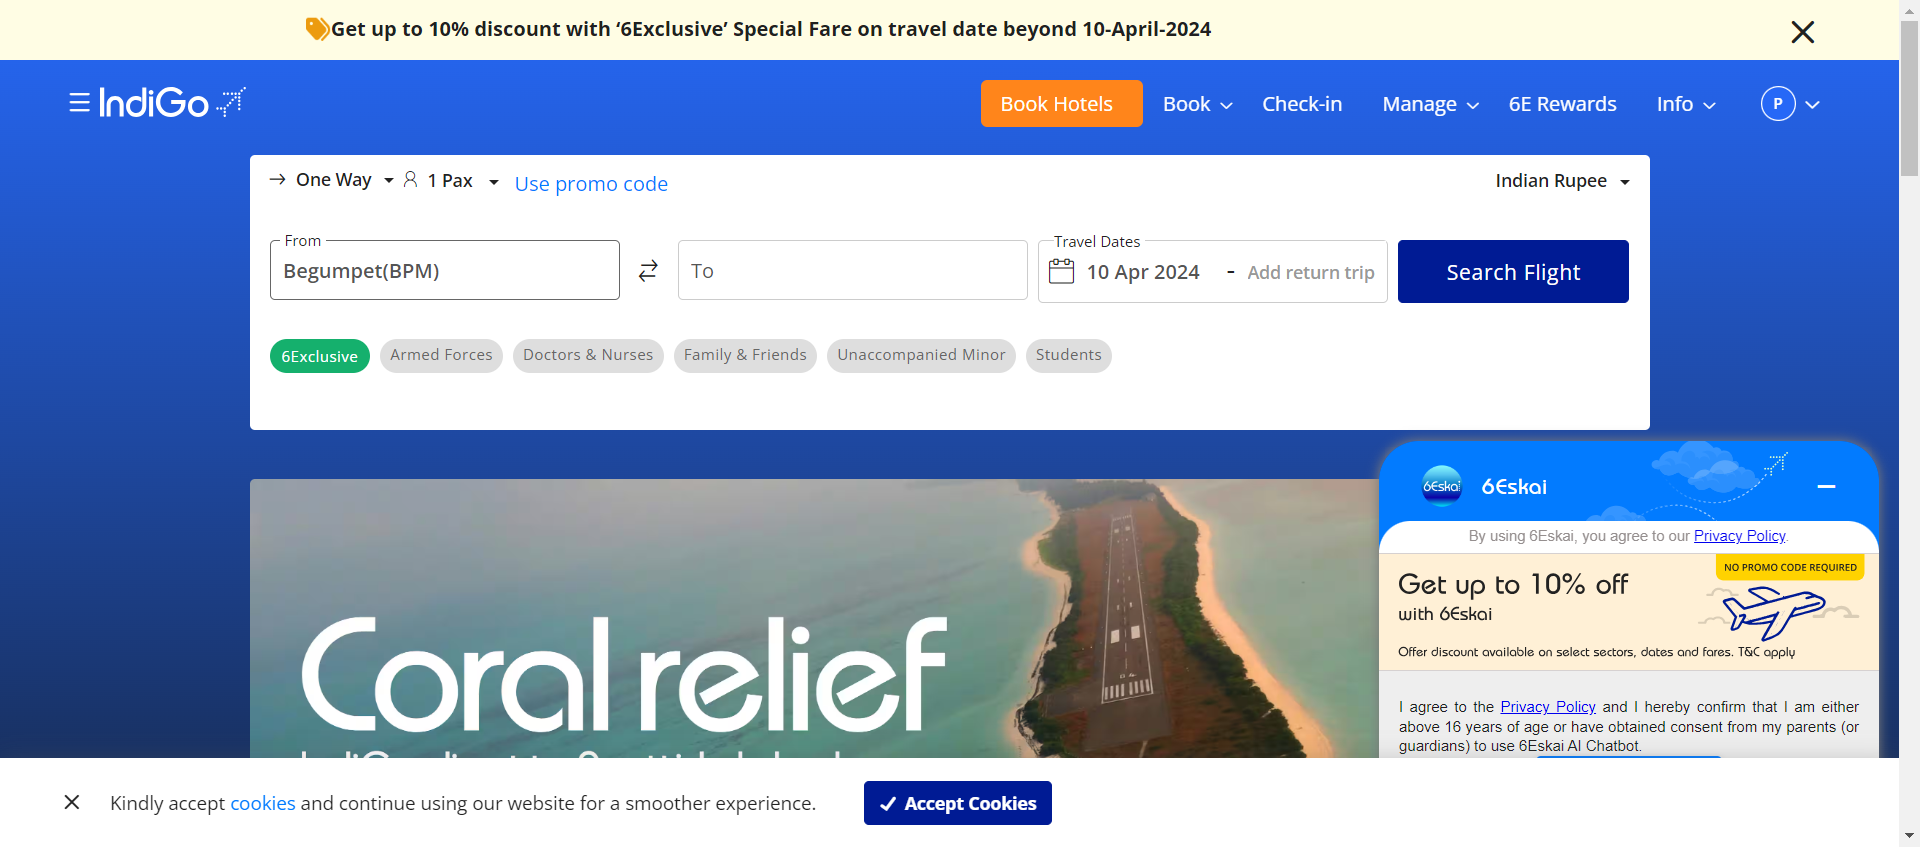 Get up to 10% discount with ‘6Exclusive’ Special Fare on travel date beyond 10-April-2024
IndiGo
Book Hotels
Book
Check-in
Manage
6E Rewards
Info
P
One Way
1 Pax
Use promo code
Indian Rupee
From
Begumpet(BPM)
To
Travel Dates
10 Apr 2024 - Add return trip
Search Flight
6Exclusive
Armed Forces
Doctors & Nurses
Family & Friends
Unaccompanied Minor
Students
Coral relief
6Eskai
6Eskai
By using 6Eskai, you agree to our Privacy Policy.
NO PROMO CODE REQUIRED
Get up to 10% off
with 6Eskai
Offer discount available on select sectors, dates and fares. T&C apply
I agree to the Privacy Policy and I hereby confirm that I am either
above 16 years of age or have obtained consent from my parents (or
guardians) to use 6Eskai AI Chatbot.
Kindly accept cookies and continue using our website for a smoother experience.
Accept Cookies